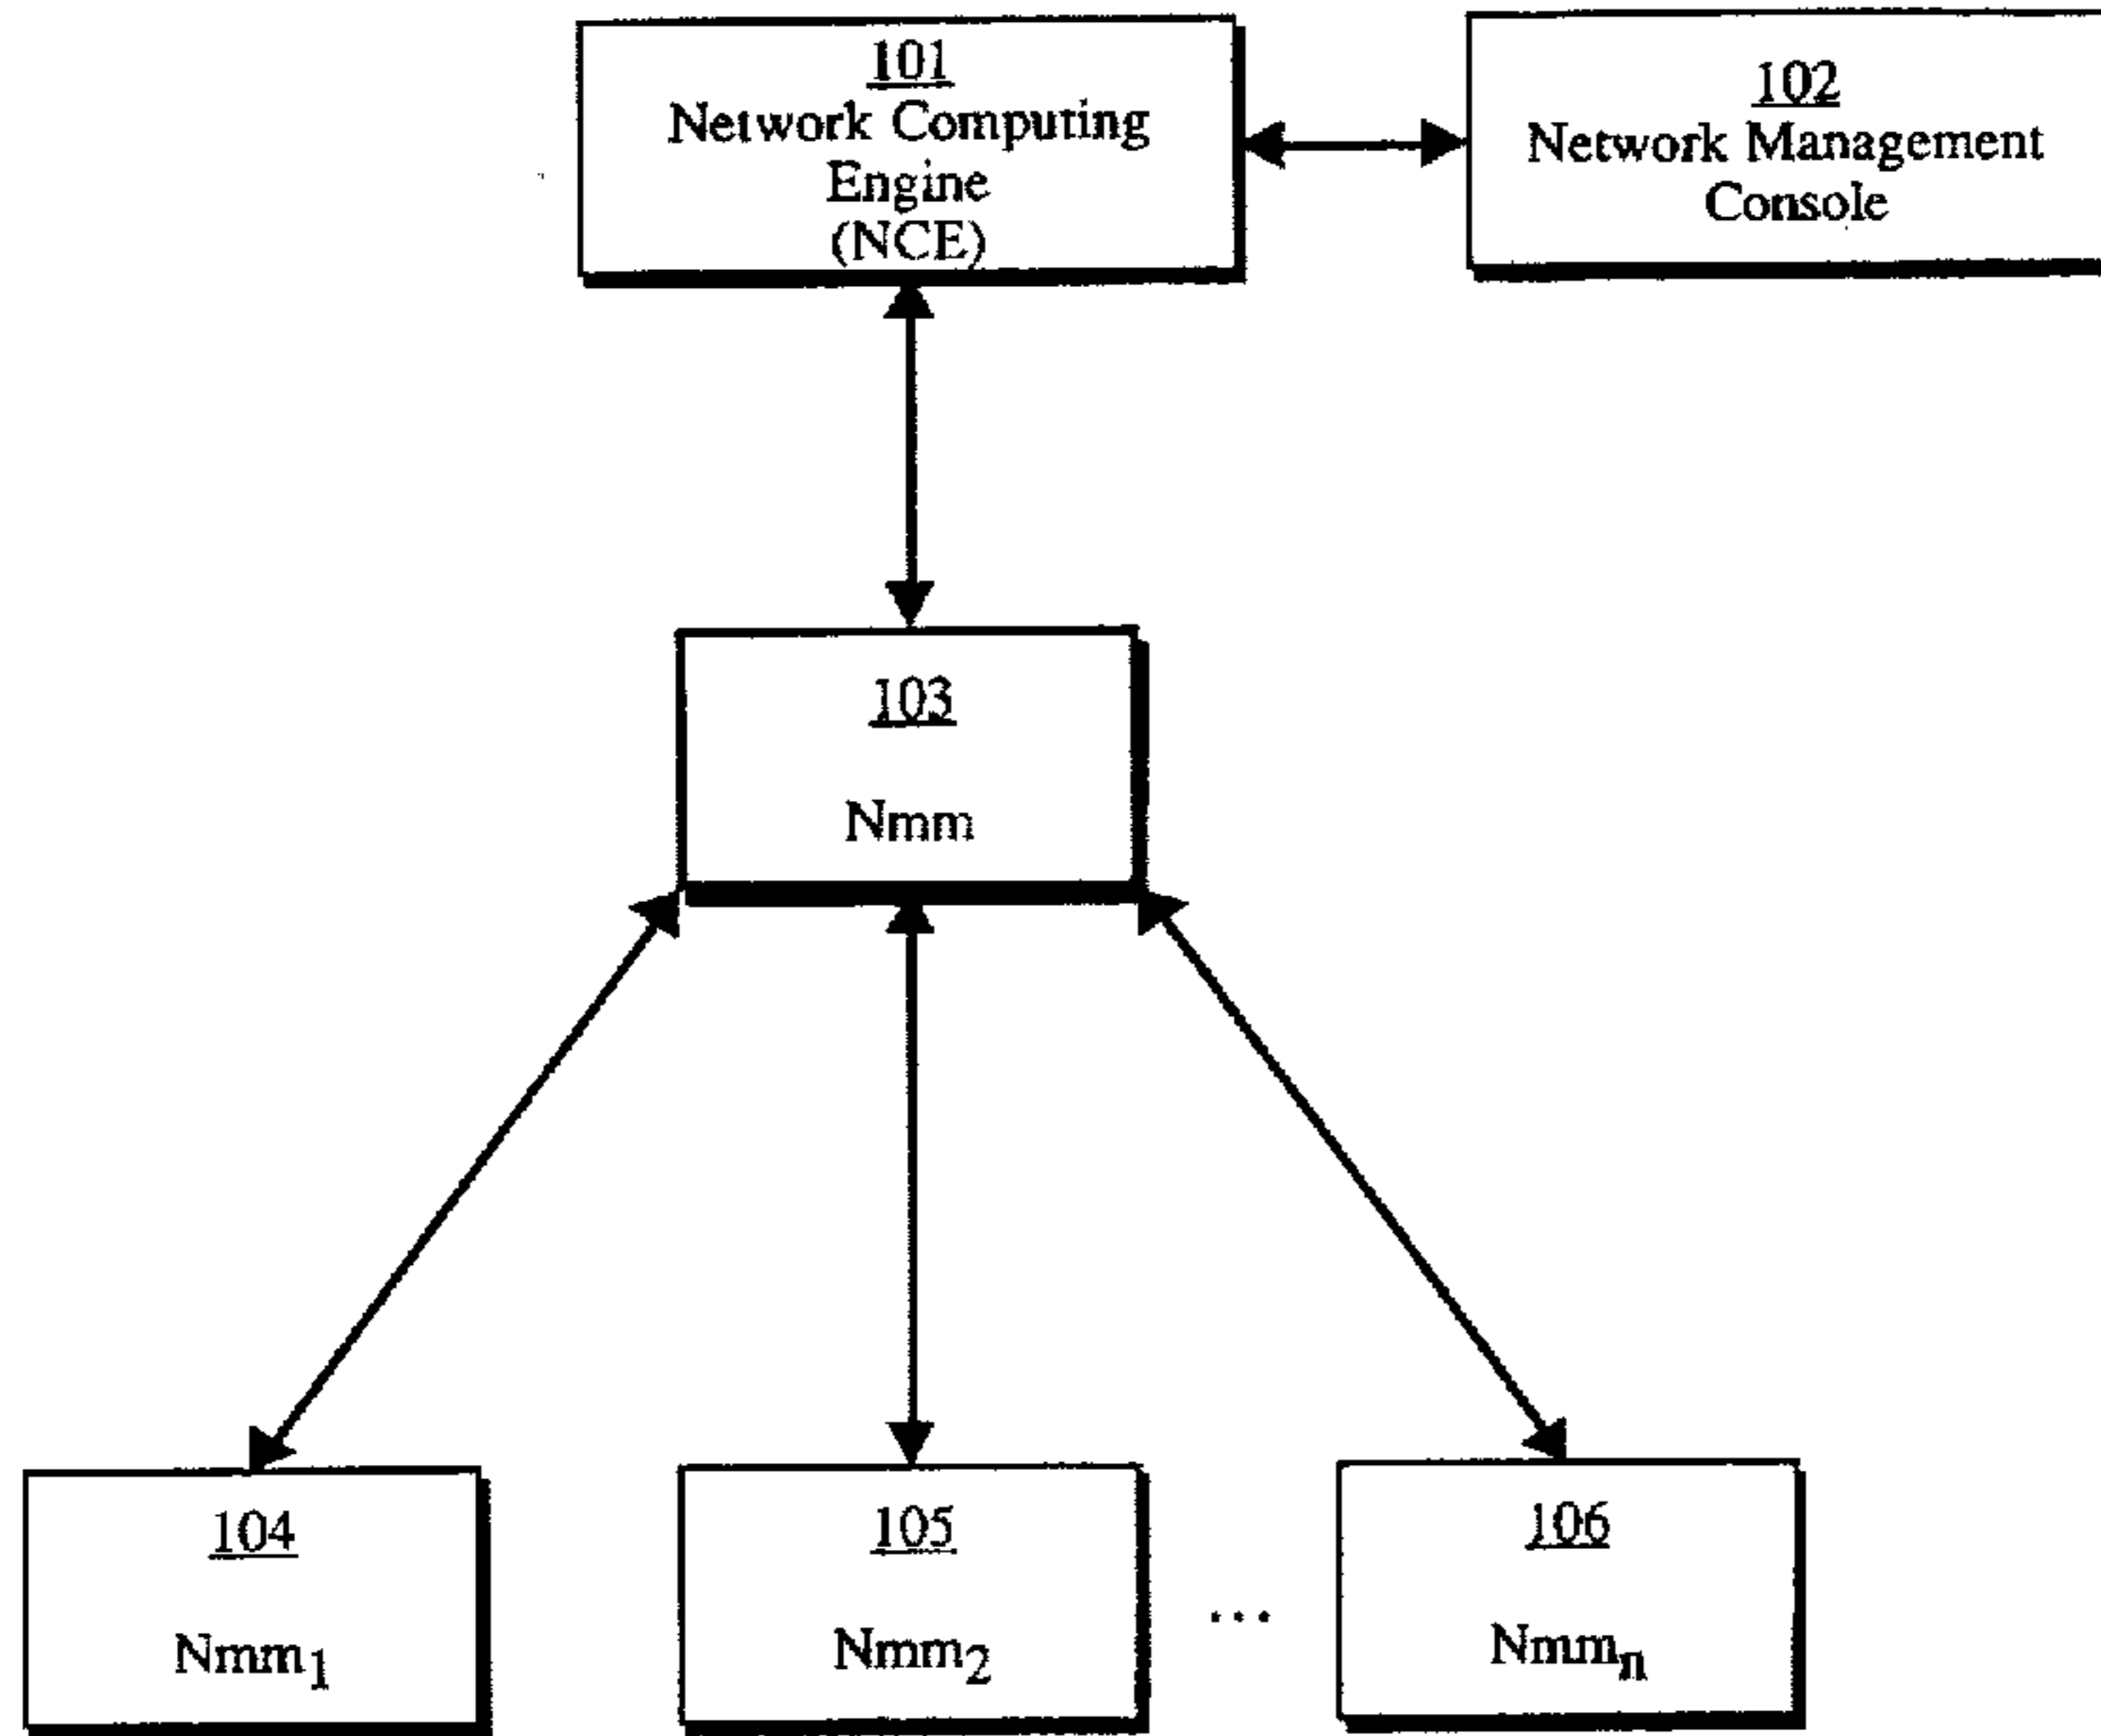 101
Network Computing
Engine
(NCE)
102
Network Management
Console
103
Nmm
104
Nmm1
105
Nmm2
...
106
Nmmn